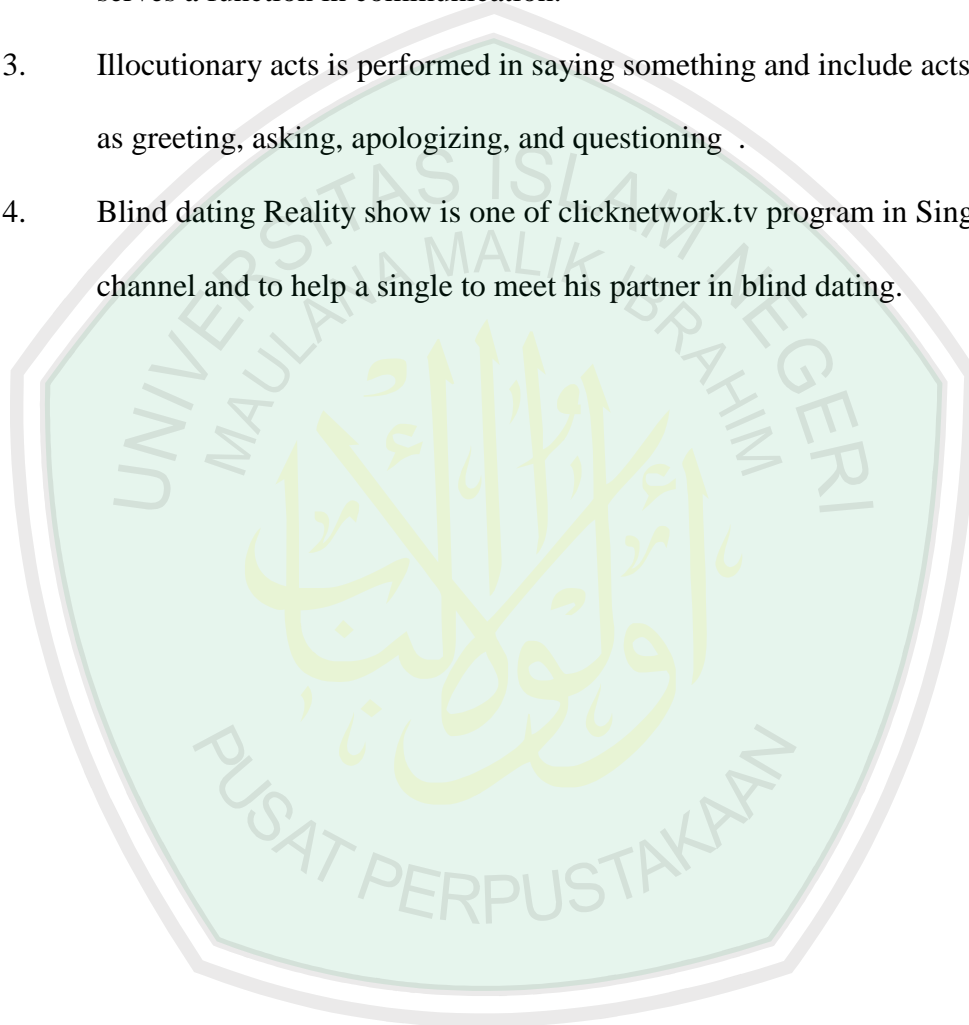 serves a function in communication.
3. Illocutionary acts is performed in saying something and include acts
as greeting, asking, apologizing, and questioning .
4. Blind dating Reality show is one of clicknetwork.tv program in Sing
channel and to help a single to meet his partner in blind dating.
UNIVERSITAS ISLAM NEGERI
MAULANA MALIK IBRAHIM
أولوا الألباب
PUSAT PERPUSTAKAAN